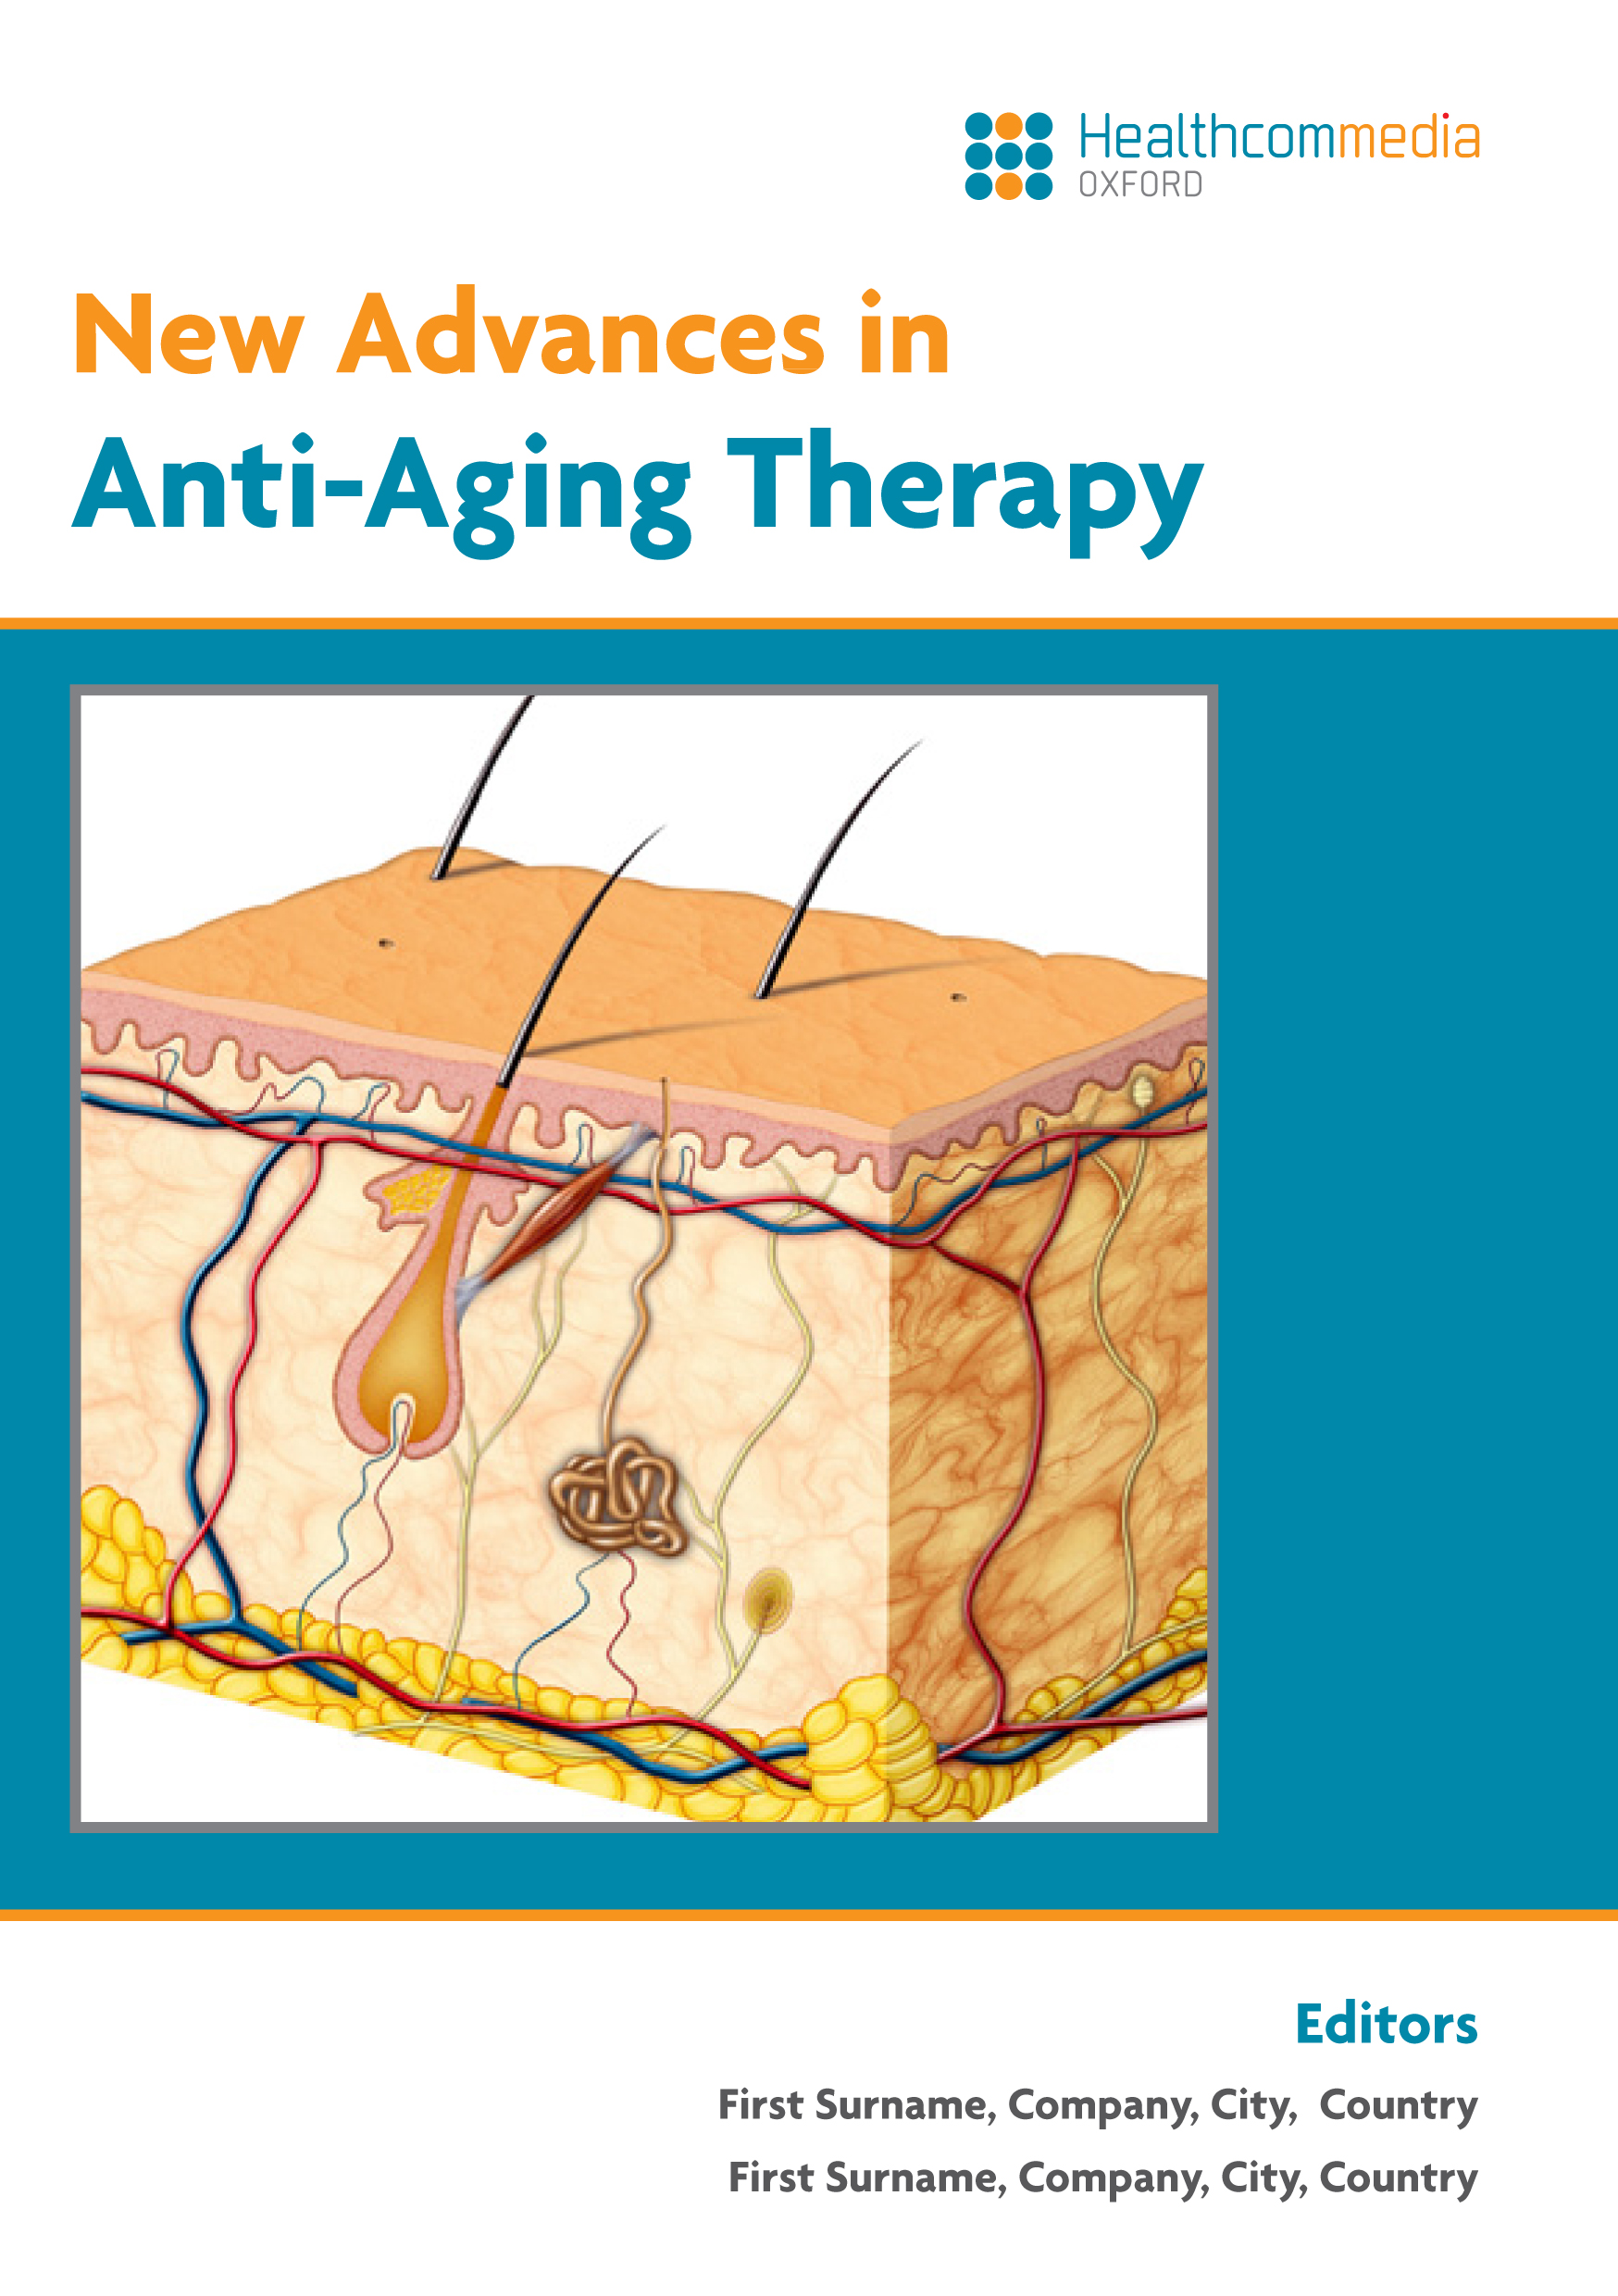 Healthcommedia
OXFORD
New Advances in
Anti-Aging Therapy
Editors
First Surname, Company, City,  Country
First Surname, Company, City, Country